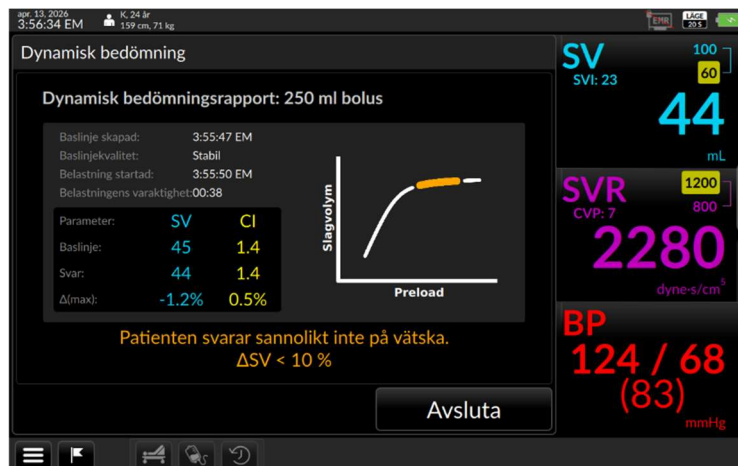 apr. 13, 2026
3:56:34 EM
K, 24 år
159 cm, 71 kg
EMR
LÄGE
20 S
Dynamisk bedömning
Dynamisk bedömningsrapport: 250 ml bolus
Baslinje skapad: 3:55:47 EM
Baslinjekvalitet: Stabil
Belastning startad: 3:55:50 EM
Belastningens varaktighet: 00:38
Parameter: SV CI
Baslinje: 45 1.4
Svar: 44 1.4
Δ(max): -1.2% 0.5%
Slagvolym
Preload
Patienten svarar sannolikt inte på vätska.
ΔSV < 10 %
Avsluta
SV
SVI: 23
100
60
44
mL
SVR
CVP: 7
1200
800
2280
dyne·s/cm⁵
BP
124 / 68
(83)
mmHg